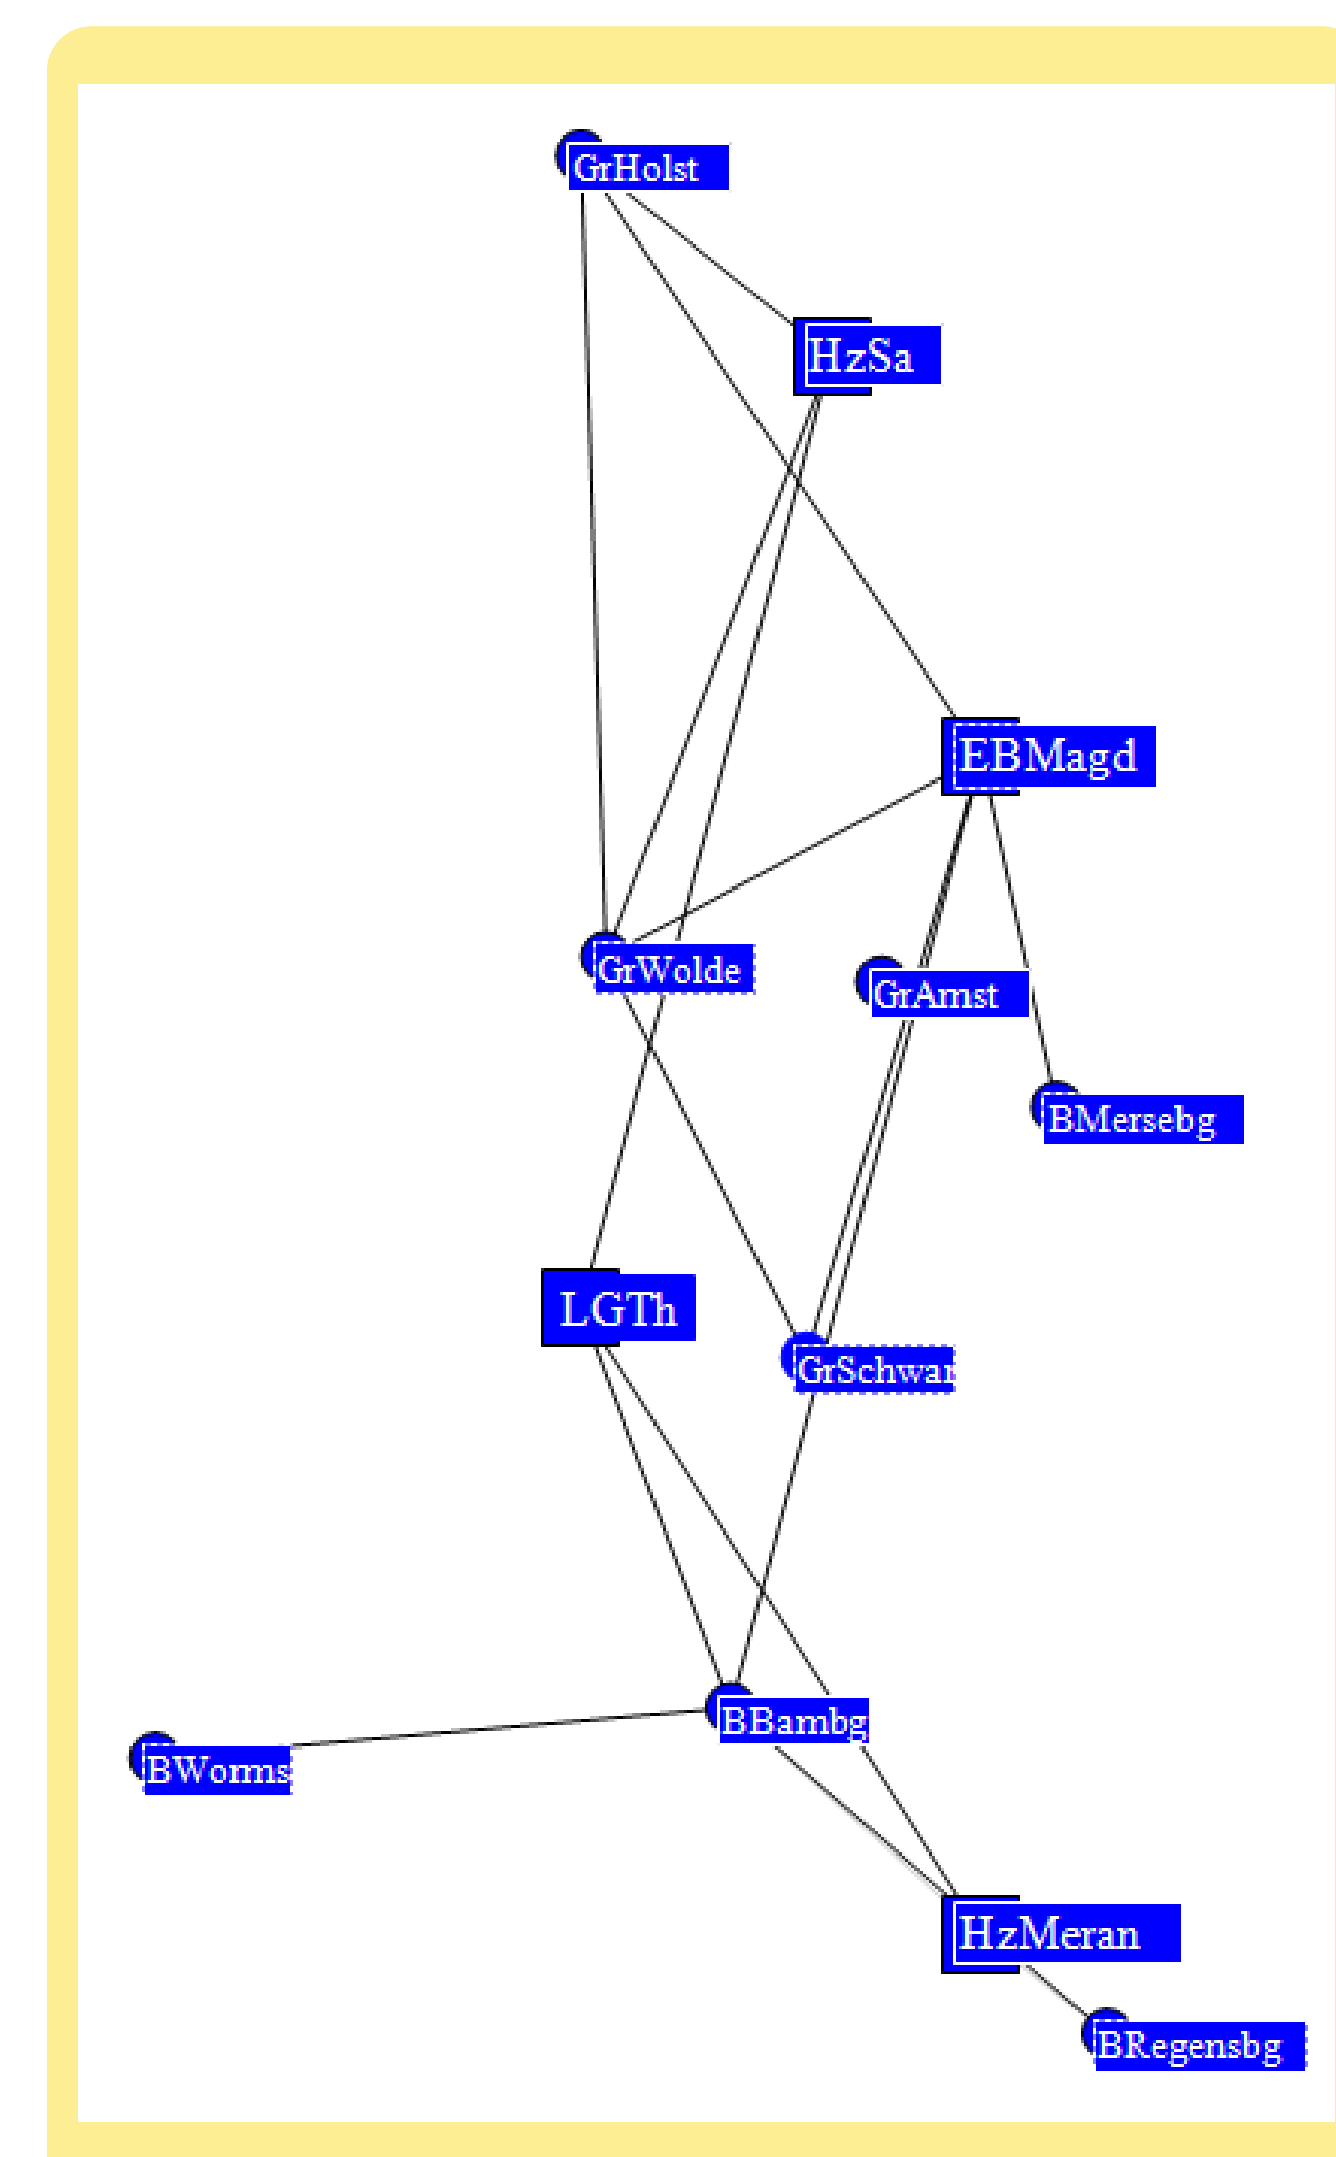 GrHolst
HzSa
EBMagd
GrWolde
GrAmst
BMersebg
LGTh
GrSchwar
BBambg
BWorms
HzMeran
BRegensbg